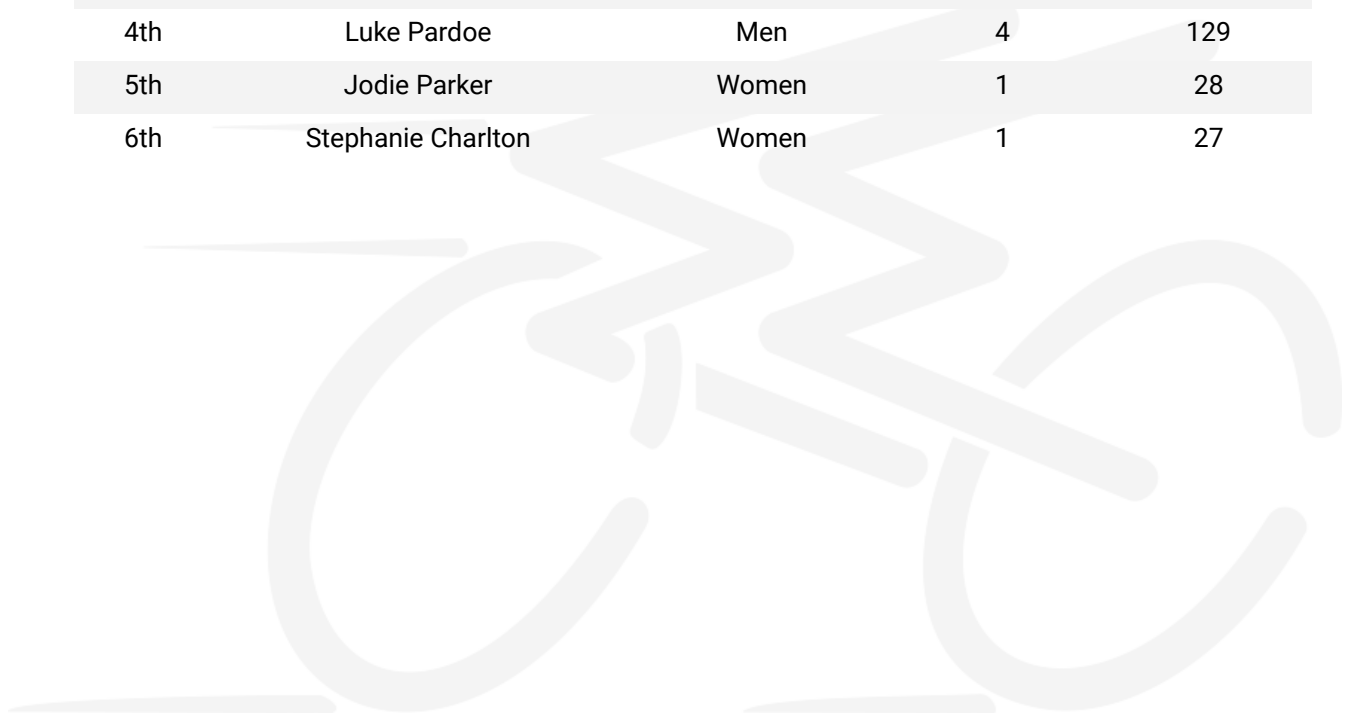 4th Luke Pardoe Men 4 129
5th Jodie Parker Women 1 28
6th Stephanie Charlton Women 1 27